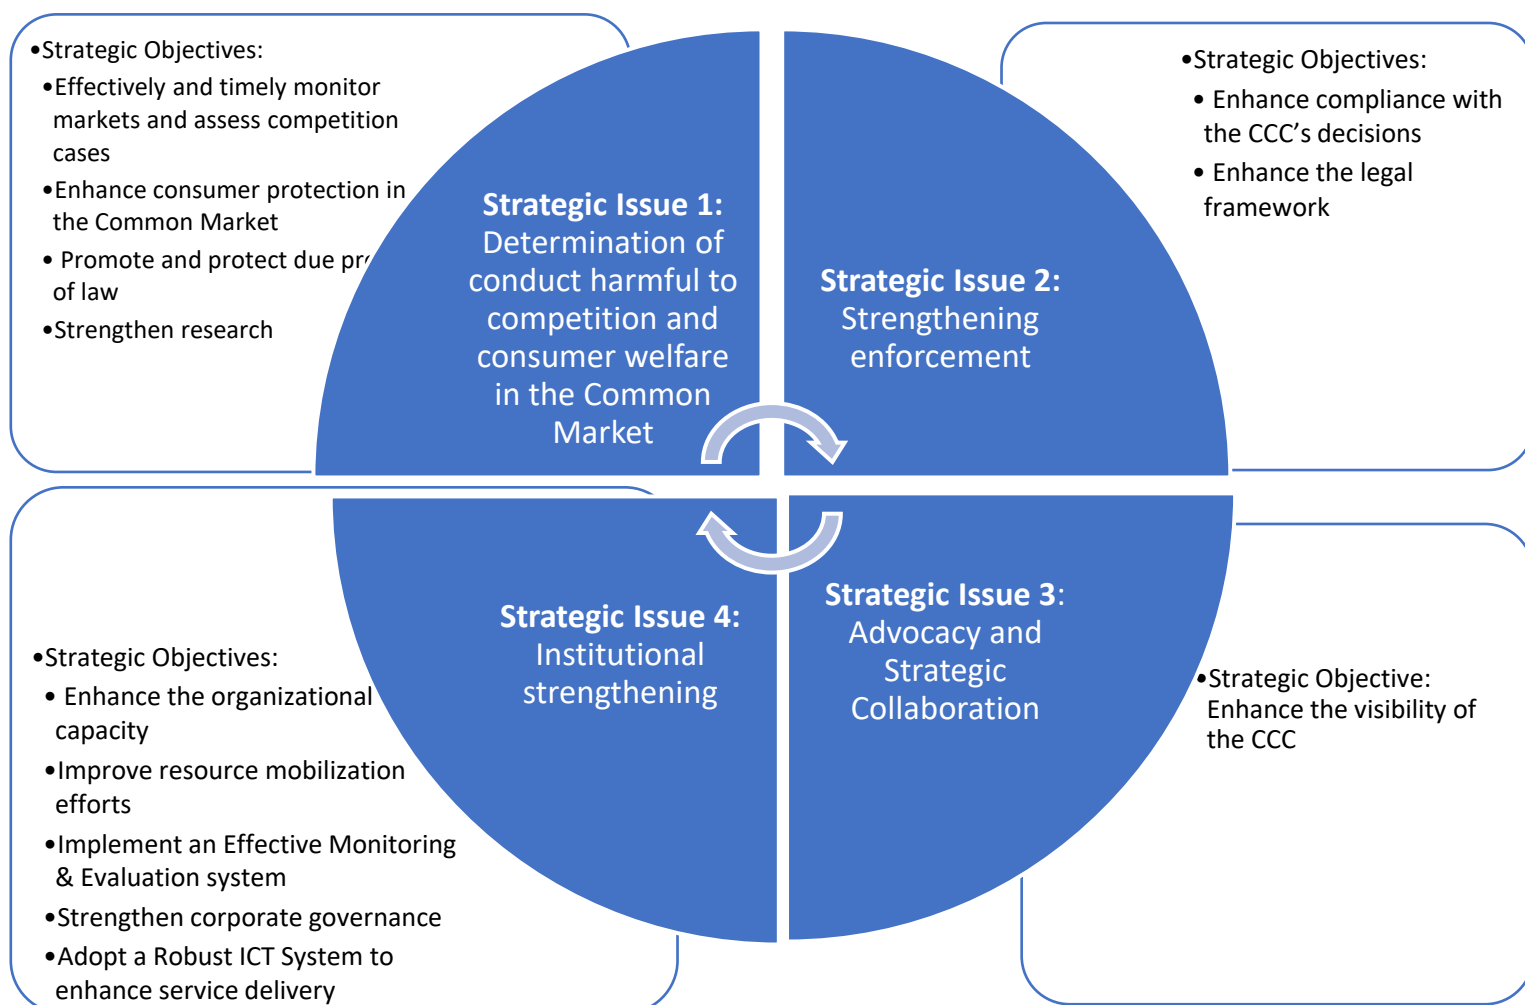 •Strategic Objectives:
•Effectively and timely monitor
markets and assess competition
cases
•Enhance consumer protection in
the Common Market
• Promote and protect due
of law
•Strengthen research
Strategic Issue 1:
Determination of
conduct harmful to
competition and
consumer welfare
in the Common
Market
•Strategic Objectives:
• Enhance compliance with
the CCC’s decisions
• Enhance the legal
framework
Strategic Issue 2:
Strengthening
enforcement
•Strategic Objectives:
• Enhance the organizational
capacity
•Improve resource mobilization
efforts
•Implement an Effective Monitoring
& Evaluation system
•Strengthen corporate governance
•Adopt a Robust ICT System to
enhance service delivery
Strategic Issue 4:
Institutional
strengthening
Strategic Issue 3:
Advocacy and
Strategic
Collaboration
•Strategic Objective:
Enhance the visibility of
the CCC